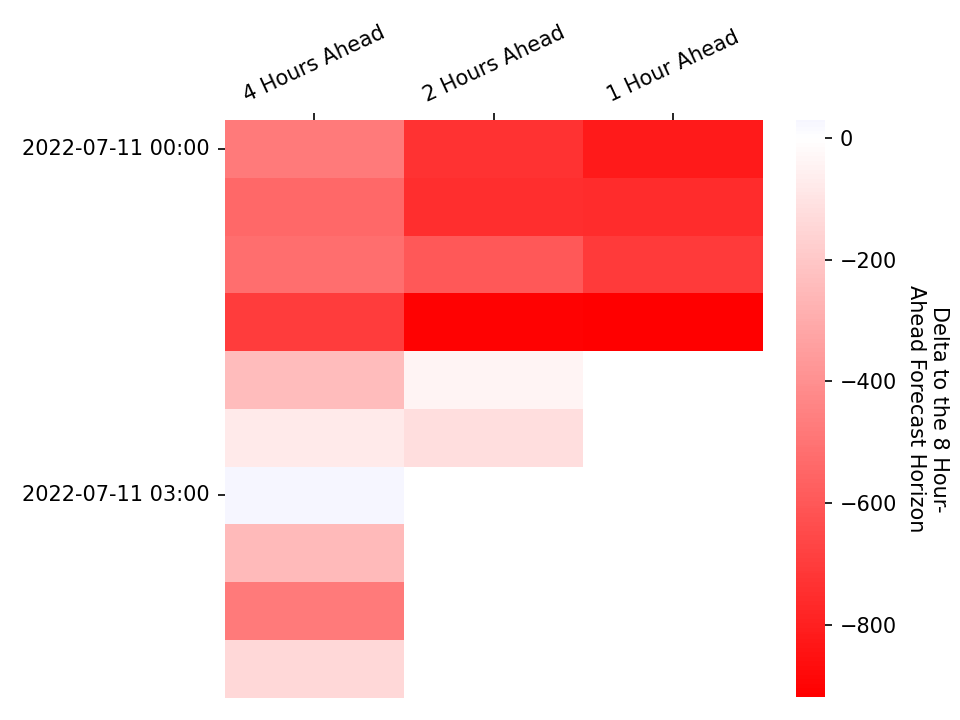 4 Hours Ahead
2 Hours Ahead
1 Hour Ahead
2022-07-11 00:00
2022-07-11 03:00
0
−200
−400
−600
−800
Delta to the 8 Hour-
Ahead Forecast Horizon